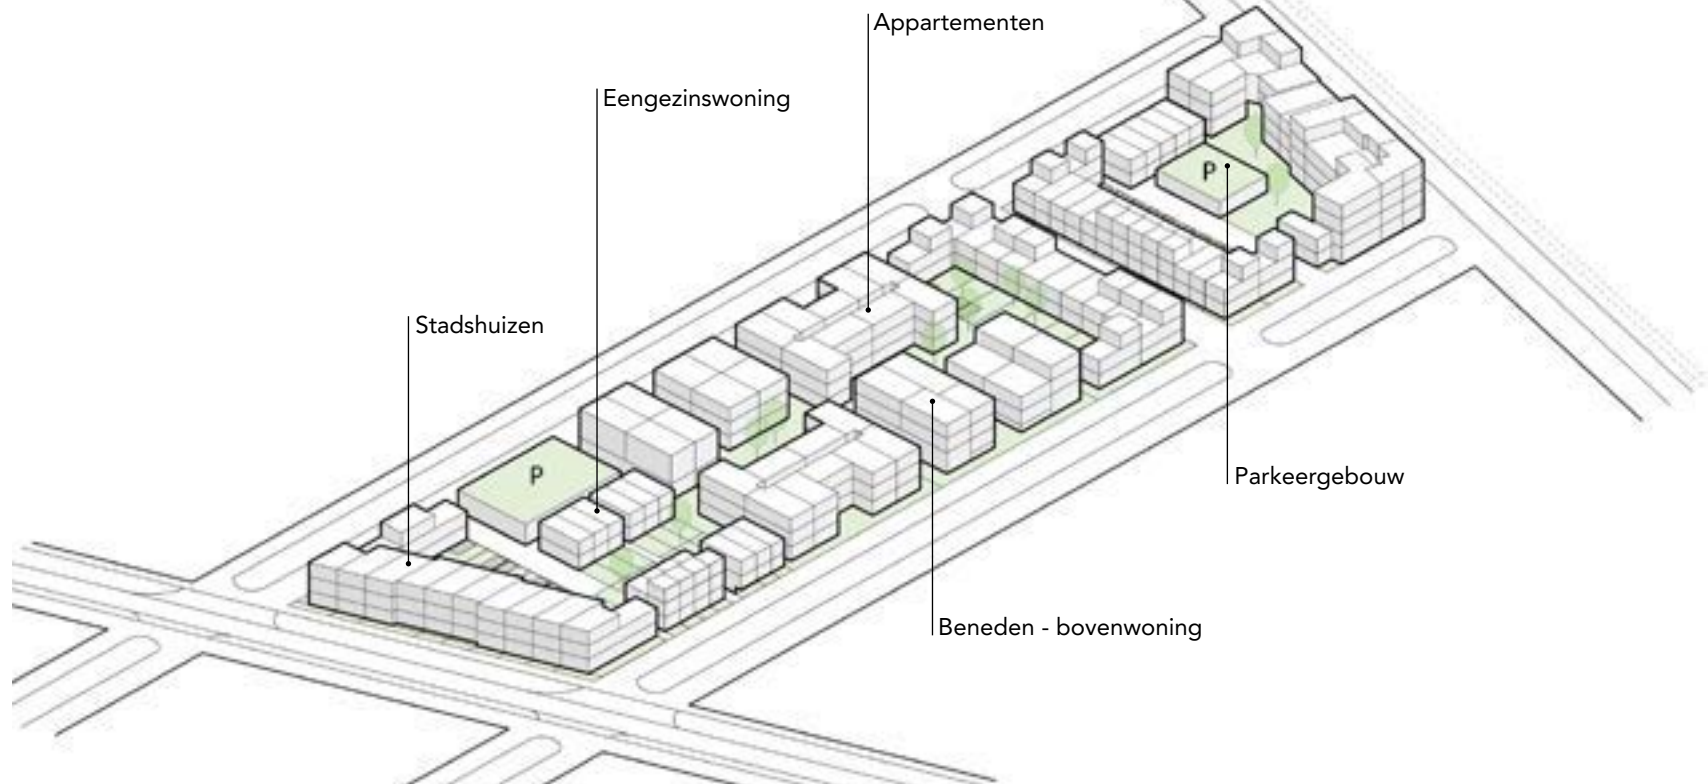 Appartementen
Eengezinswoning
P
Stadshuizen
P
Parkeergebouw
Beneden - bovenwoning